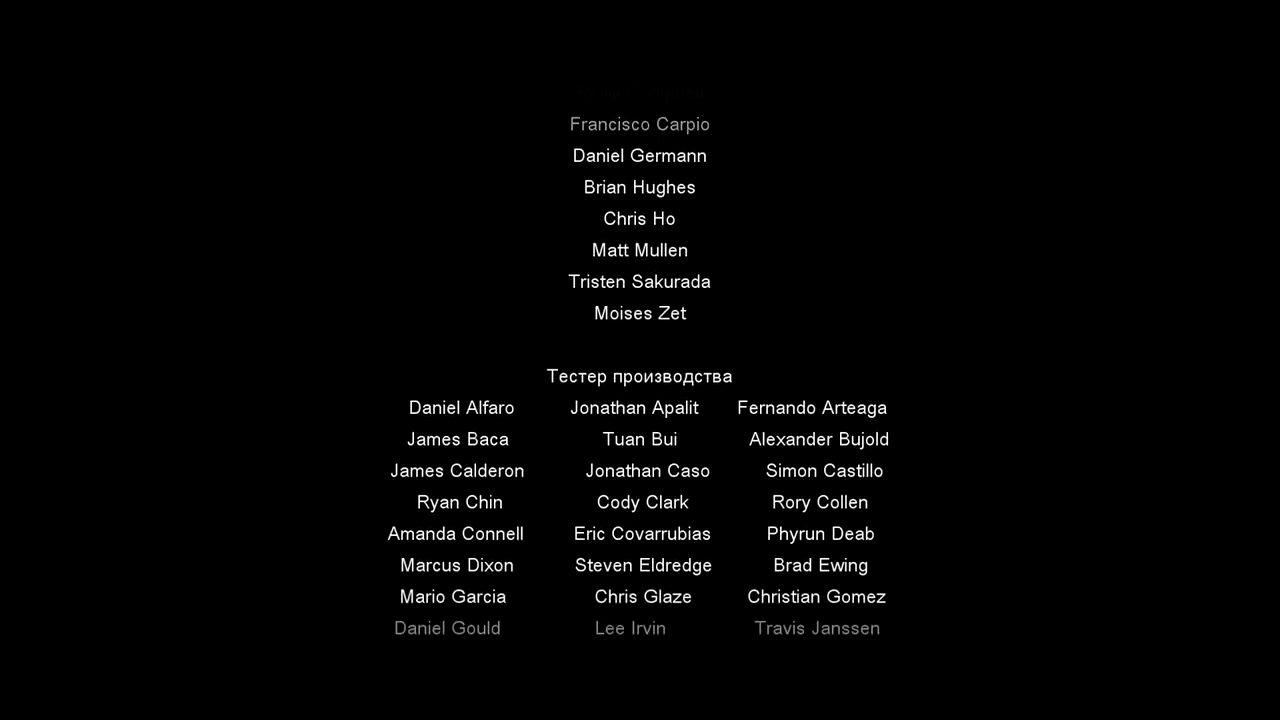 Francisco Carpio
Daniel Germann
Brian Hughes
Chris Ho
Matt Mullen
Tristen Sakurada
Moises Zet
Тестер производства
Daniel Alfaro Jonathan Apalit Fernando Arteaga
James Baca Tuan Bui Alexander Bujold
James Calderon Jonathan Caso Simon Castillo
Ryan Chin Cody Clark Rory Collen
Amanda Connell Eric Covarrubias Phyrun Deab
Marcus Dixon Steven Eldredge Brad Ewing
Mario Garcia Chris Glaze Christian Gomez
Daniel Gould Lee Irvin Travis Janssen